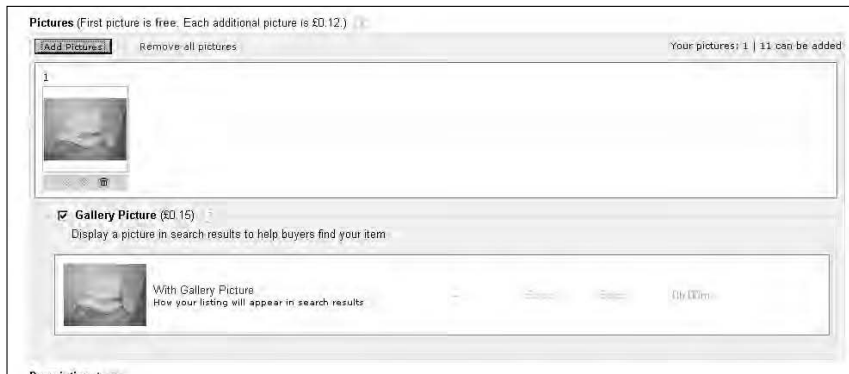 Pictures (First picture is free. Each additional picture is £0.12.)
Add Pictures Remove all pictures Your pictures: 1 | 11 can be added
1
Gallery Picture (£0.15)
Display a picture in search results to help buyers find your item
With Gallery Picture
How your listing will appear in search results